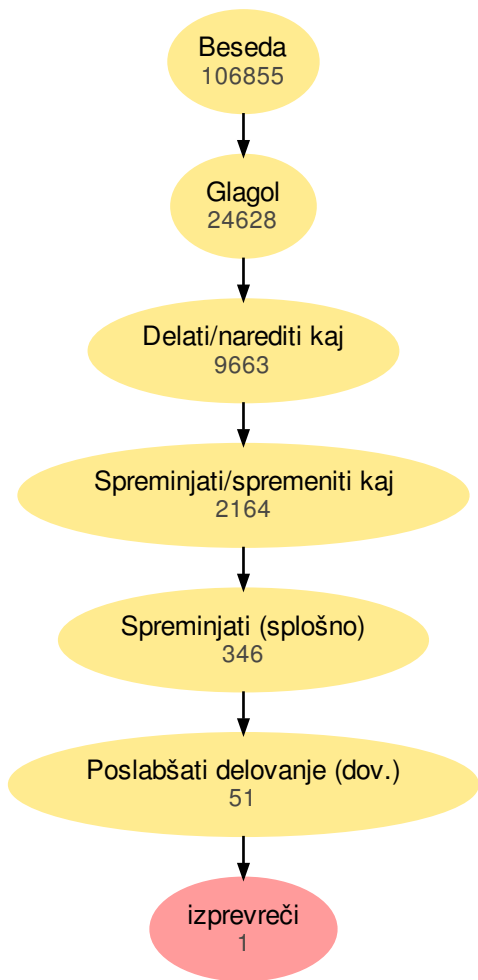 Beseda
106855
Glagol
24628
Delati/narediti kaj
9663
Spreminjati/spremeniti kaj
2164
Spreminjati (splošno)
346
Poslabšati delovanje (dov.)
51
izprevreči
1